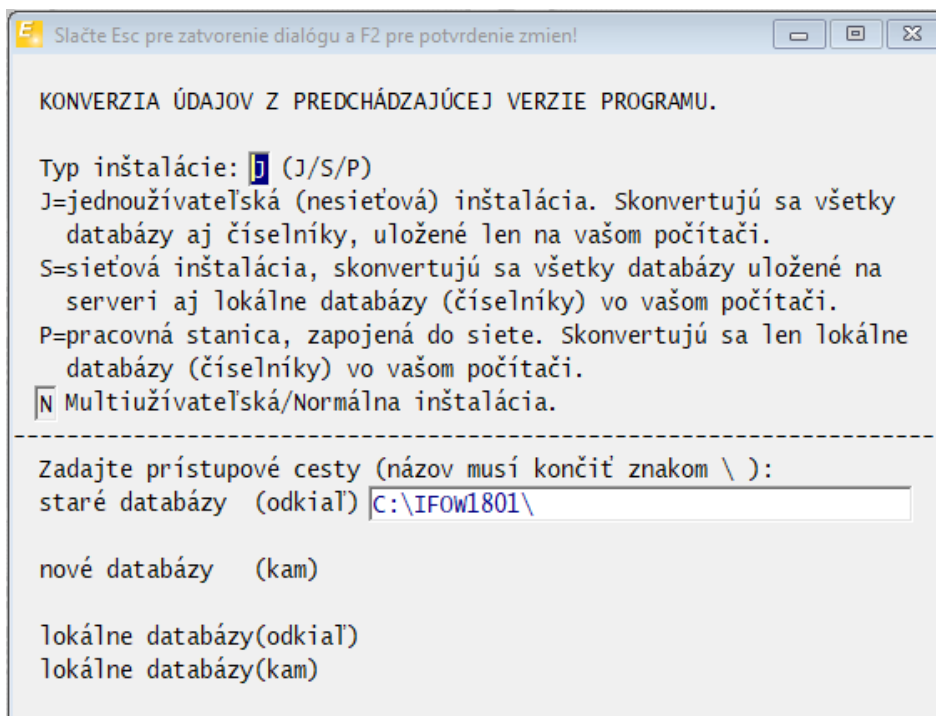 Slačte Esc pre zatvorenie dialógu a F2 pre potvrdenie zmien!
KONVERZIA ÚDAJOV Z PREDCHÁDZAJÚCEJ VERZIE PROGRAMU.
Typ inštalácie: J (J/S/P)
J=jednoužívateľská (nesieťová) inštalácia. Skonvertujú sa všetky
databázy aj číselníky, uložené len na vašom počítači.
S=sieťová inštalácia, skonvertujú sa všetky databázy uložené na
serveri aj lokálne databázy (číselníky) vo vašom počítači.
P=pracovná stanica, zapojená do siete. Skonvertujú sa len lokálne
databázy (číselníky) vo vašom počítači.
N Multiužívateľská/Normálna inštalácia.
----------------------------------------------------------------------
Zadajte prístupové cesty (názov musí končiť znakom \ ):
staré databázy (odkiaľ) C:\IFOW1801\
nové databázy (kam)
lokálne databázy(odkiaľ)
lokálne databázy(kam)